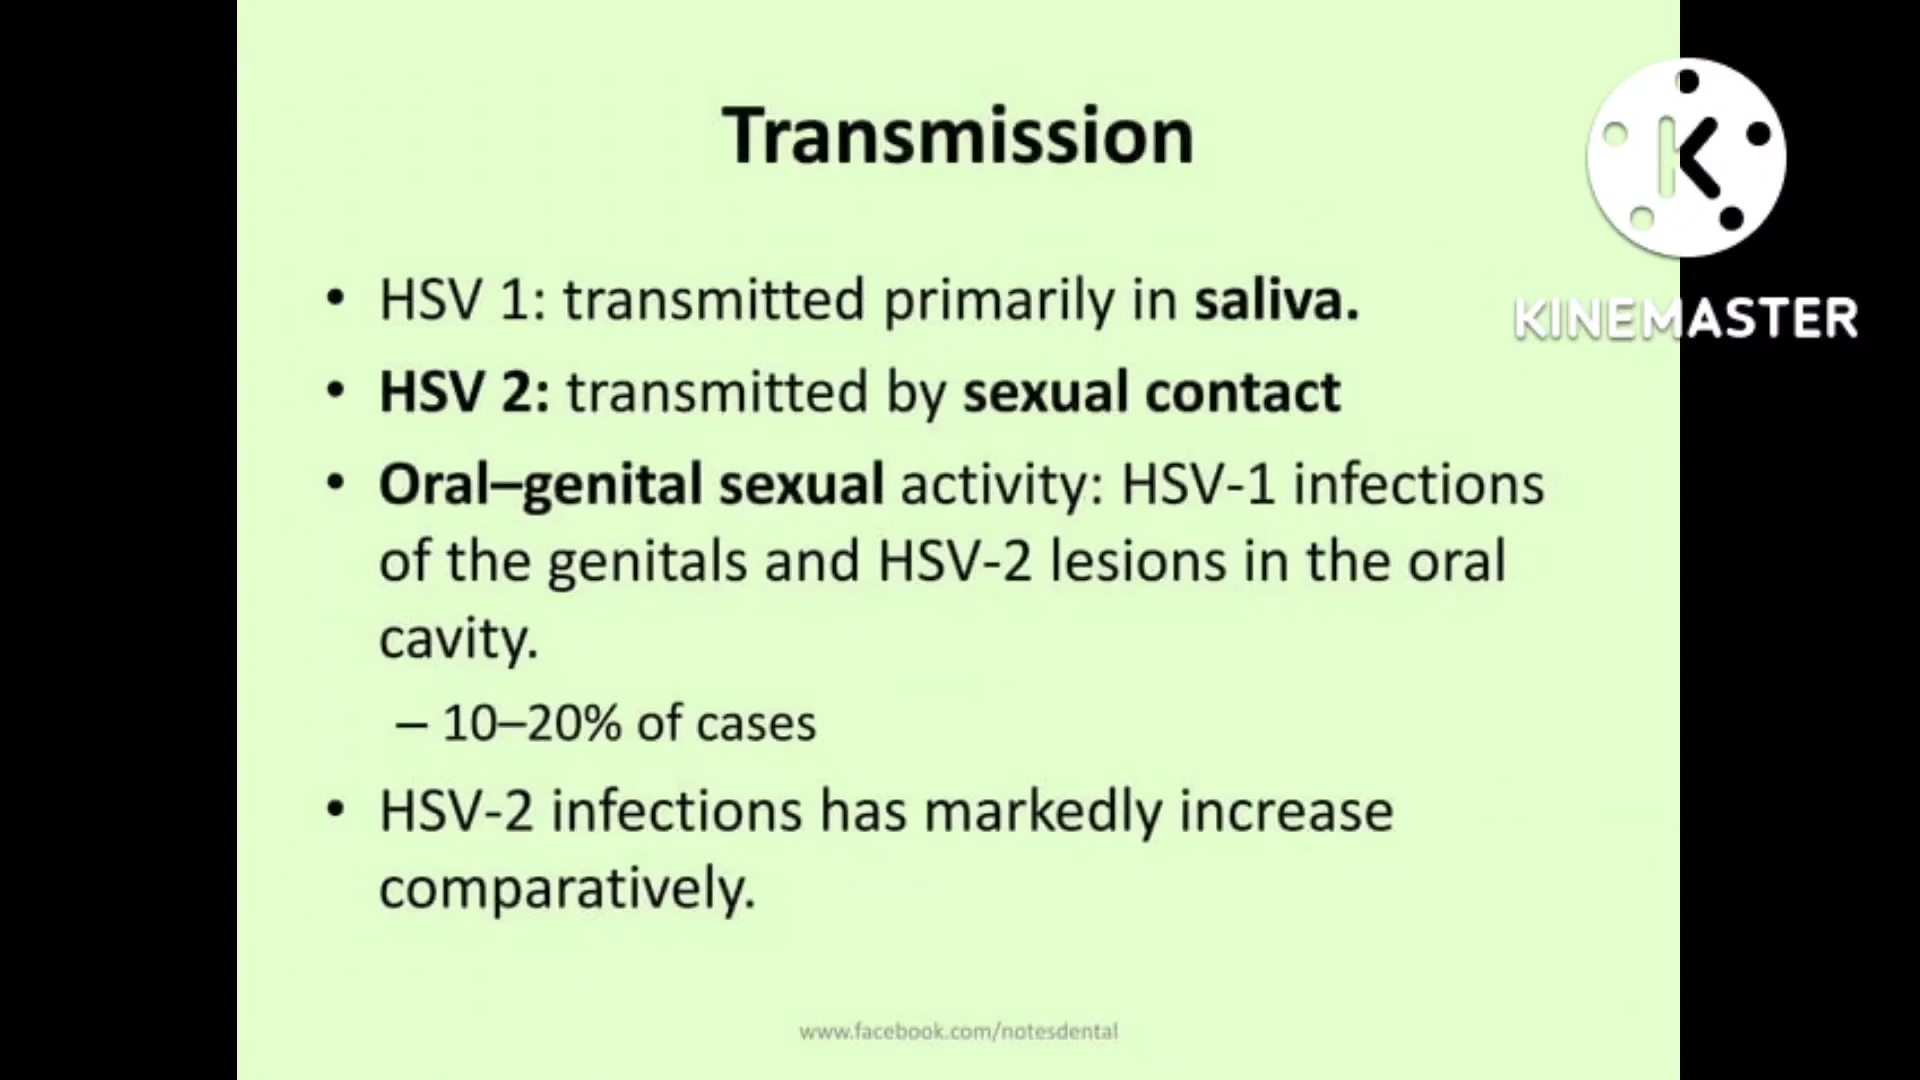 Transmission
• HSV 1: transmitted primarily in saliva.
• HSV 2: transmitted by sexual contact
• Oral–genital sexual activity: HSV-1 infections
of the genitals and HSV-2 lesions in the oral
cavity.
– 10–20% of cases
• HSV-2 infections has markedly increase
comparatively.
www.facebook.com/notesdental
K
KINEMASTER